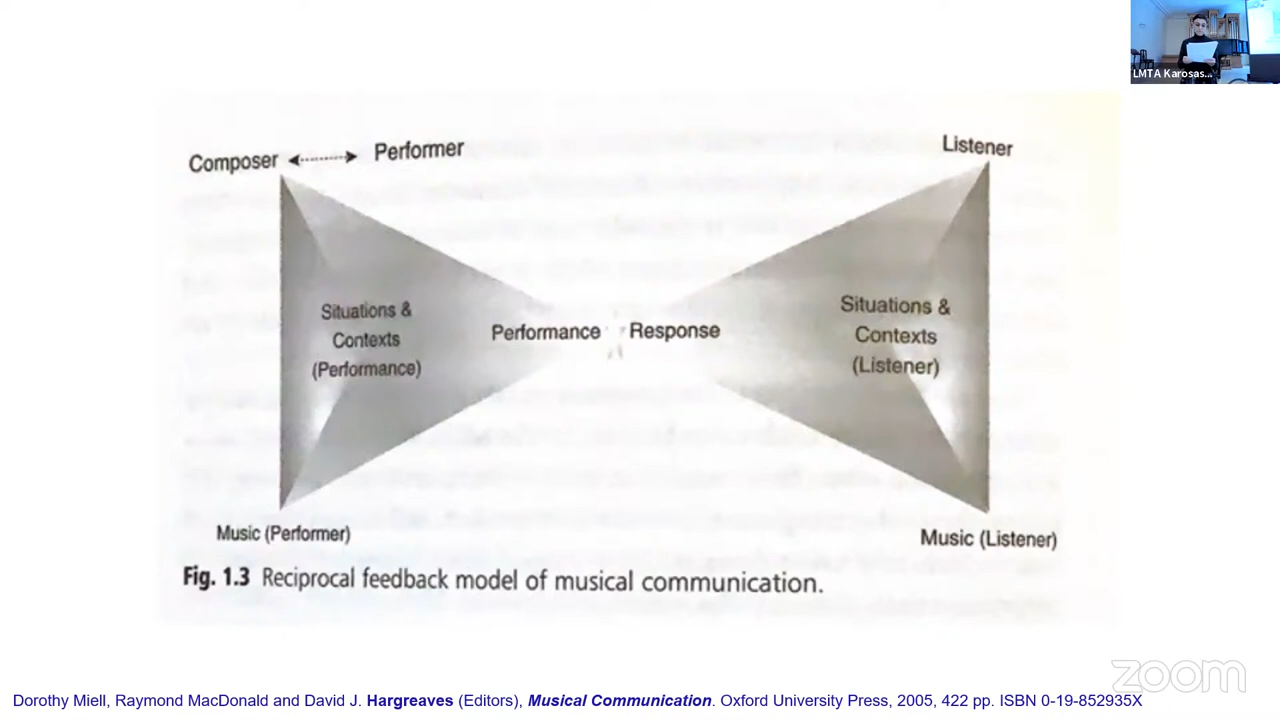 LMTA Karosas...
Composer Performer
Listener
Situations &
Contexts
(Performance)
Performance Response
Situations &
Contexts
(Listener)
Music (Performer)
Music (Listener)
Fig. 1.3 Reciprocal feedback model of musical communication.
zoom
Dorothy Miell, Raymond MacDonald and David J. Hargreaves (Editors), Musical Communication. Oxford University Press, 2005, 422 pp. ISBN 0-19-852935X